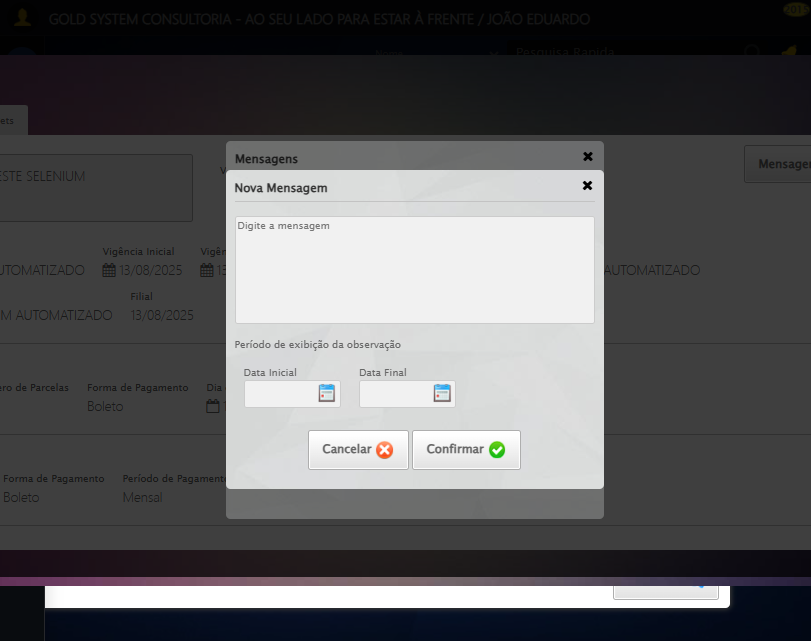 GOLD SYSTEM CONSULTORIA - AO SEU LADO PARA ESTAR À FRENTE / JOÃO EDUARDO
Nome
Pesquisa Rapida
ets
Mensagens
ESTE SELENIUM
Mensagen
Nova Mensagem
Digite a mensagem
Vigência Inicial
Vigên
UTOMATIZADO
13/08/2025
13
AUTOMATIZADO
Filial
M AUTOMATIZADO
13/08/2025
Período de exibição da observação
Data Inicial
Data Final
ero de Parcelas
Forma de Pagamento
Dia
Boleto
Cancelar
Confirmar
Forma de Pagamento
Período de Pagament
Boleto
Mensal